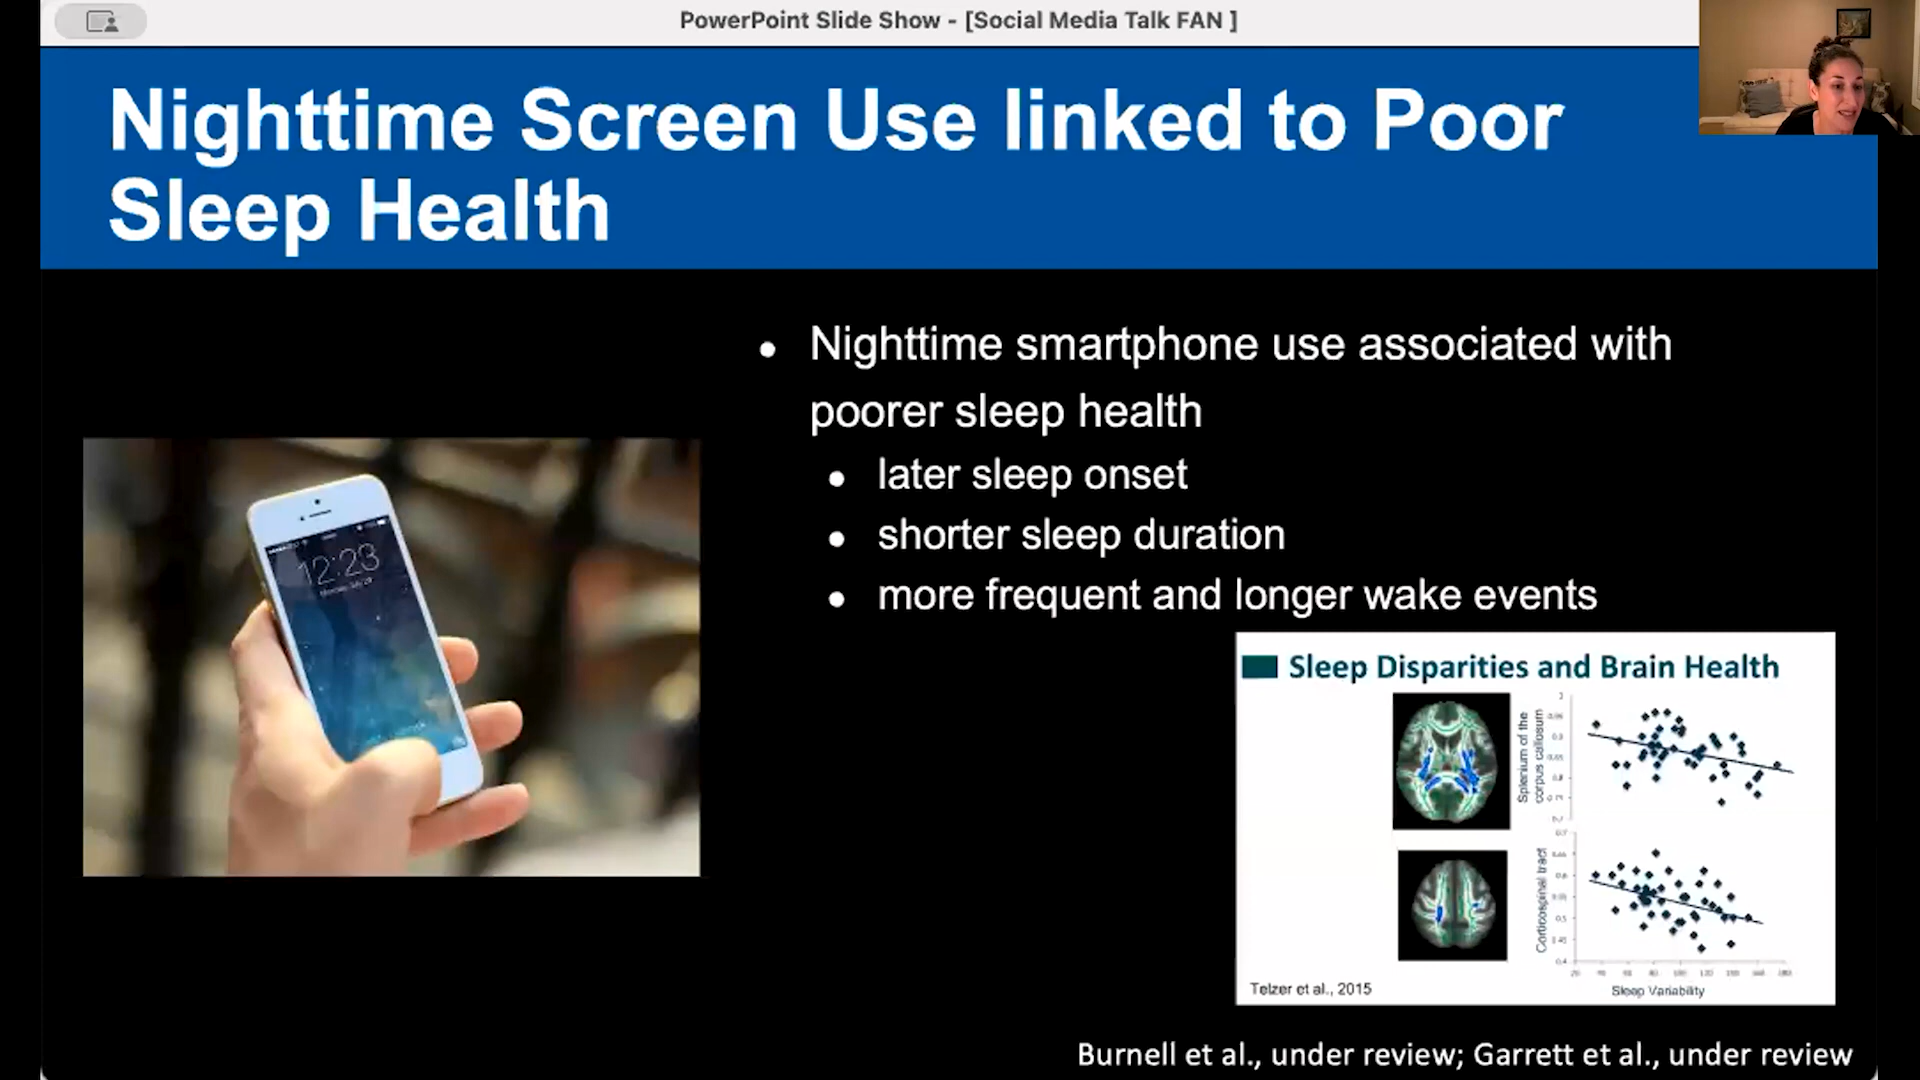 PowerPoint Slide Show - [Social Media Talk FAN ]
Nighttime Screen Use linked to Poor
Sleep Health
Nighttime smartphone use associated with
poorer sleep health
later sleep onset
shorter sleep duration
more frequent and longer wake events
12:23
Sleep Disparities and Brain Health
Splenium of the
corpus callosum
Corticospinal tract
Sleep Variability
Telzer et al., 2015
Burnell et al., under review; Garrett et al., under review